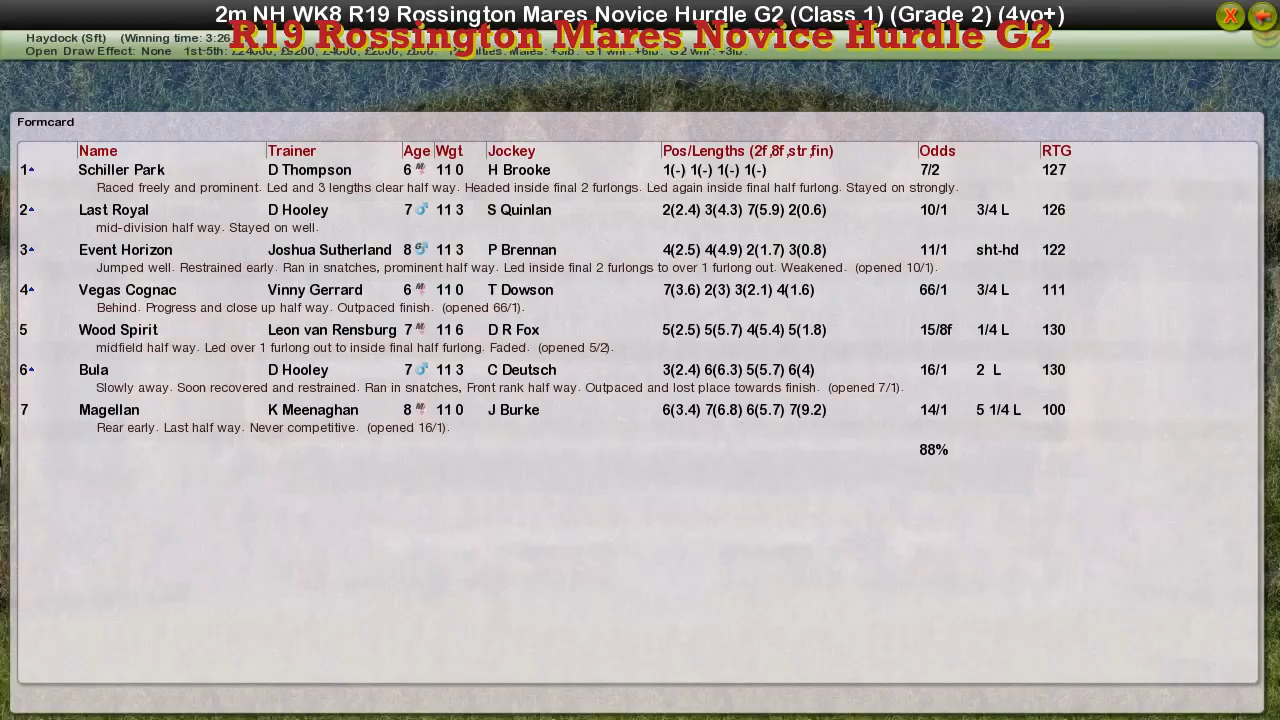 2m NH WK8 R19 Rossington Mares Novice Hurdle G2 (Class 1) (Grade 2) (4yo+)
R19 Rossington Mares Novice Hurdle G2
Haydock (Sft) (Winning time: 3:26
Open Draw Effect: None 1st-5th:
Formcard
Name Trainer Age Wgt Jockey Pos/Lengths (2f,8f,str,fin) Odds RTG
1 Schiller Park D Thompson 6 11 0 H Brooke 1(-) 1(-) 1(-) 1(-) 7/2 127
Raced freely and prominent. Led and 3 lengths clear half way. Headed inside final 2 furlongs. Led again inside final half furlong. Stayed on strongly.
2 Last Royal D Hooley 7 11 3 S Quinlan 2(2.4) 3(4.3) 7(5.9) 2(0.6) 10/1 3/4 L 126
mid-division half way. Stayed on well.
3 Event Horizon Joshua Sutherland 8 11 3 P Brennan 4(2.5) 4(4.9) 2(1.7) 3(0.8) 11/1 sht-hd 122
Jumped well. Restrained early. Ran in snatches, prominent half way. Led inside final 2 furlongs to over 1 furlong out. Weakened. (opened 10/1).
4 Vegas Cognac Vinny Gerrard 6 11 0 T Dowson 7(3.6) 2(3) 3(2.1) 4(1.6) 66/1 3/4 L 111
Behind. Progress and close up half way. Outpaced finish. (opened 66/1).
5 Wood Spirit Leon van Rensburg 7 11 6 D R Fox 5(2.5) 5(5.7) 4(5.4) 5(1.8) 15/8f 1/4 L 130
midfield half way. Led over 1 furlong out to inside final half furlong. Faded. (opened 5/2).
6 Bula D Hooley 7 11 3 C Deutsch 3(2.4) 6(6.3) 5(5.7) 6(4) 16/1 2 L 130
Slowly away. Soon recovered and restrained. Ran in snatches, Front rank half way. Outpaced and lost place towards finish. (opened 7/1).
7 Magellan K Meenaghan 8 11 0 J Burke 6(3.4) 7(6.8) 6(5.7) 7(9.2) 14/1 5 1/4 L 100
Rear early. Last half way. Never competitive. (opened 16/1).
88%